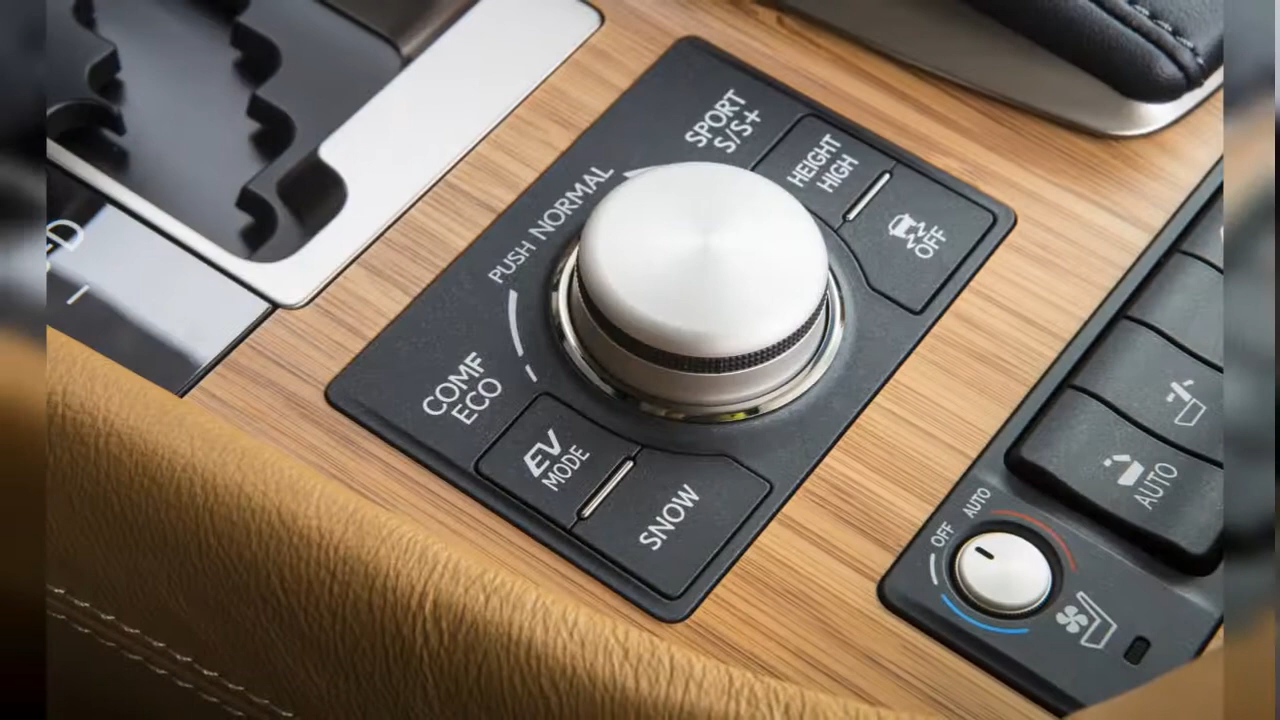 SPORT
S/S+
HEIGHT
HIGH
OFF
PUSH NORMAL
COMF
ECO
EV
MODE
SNOW
AUTO
OFF
AUTO